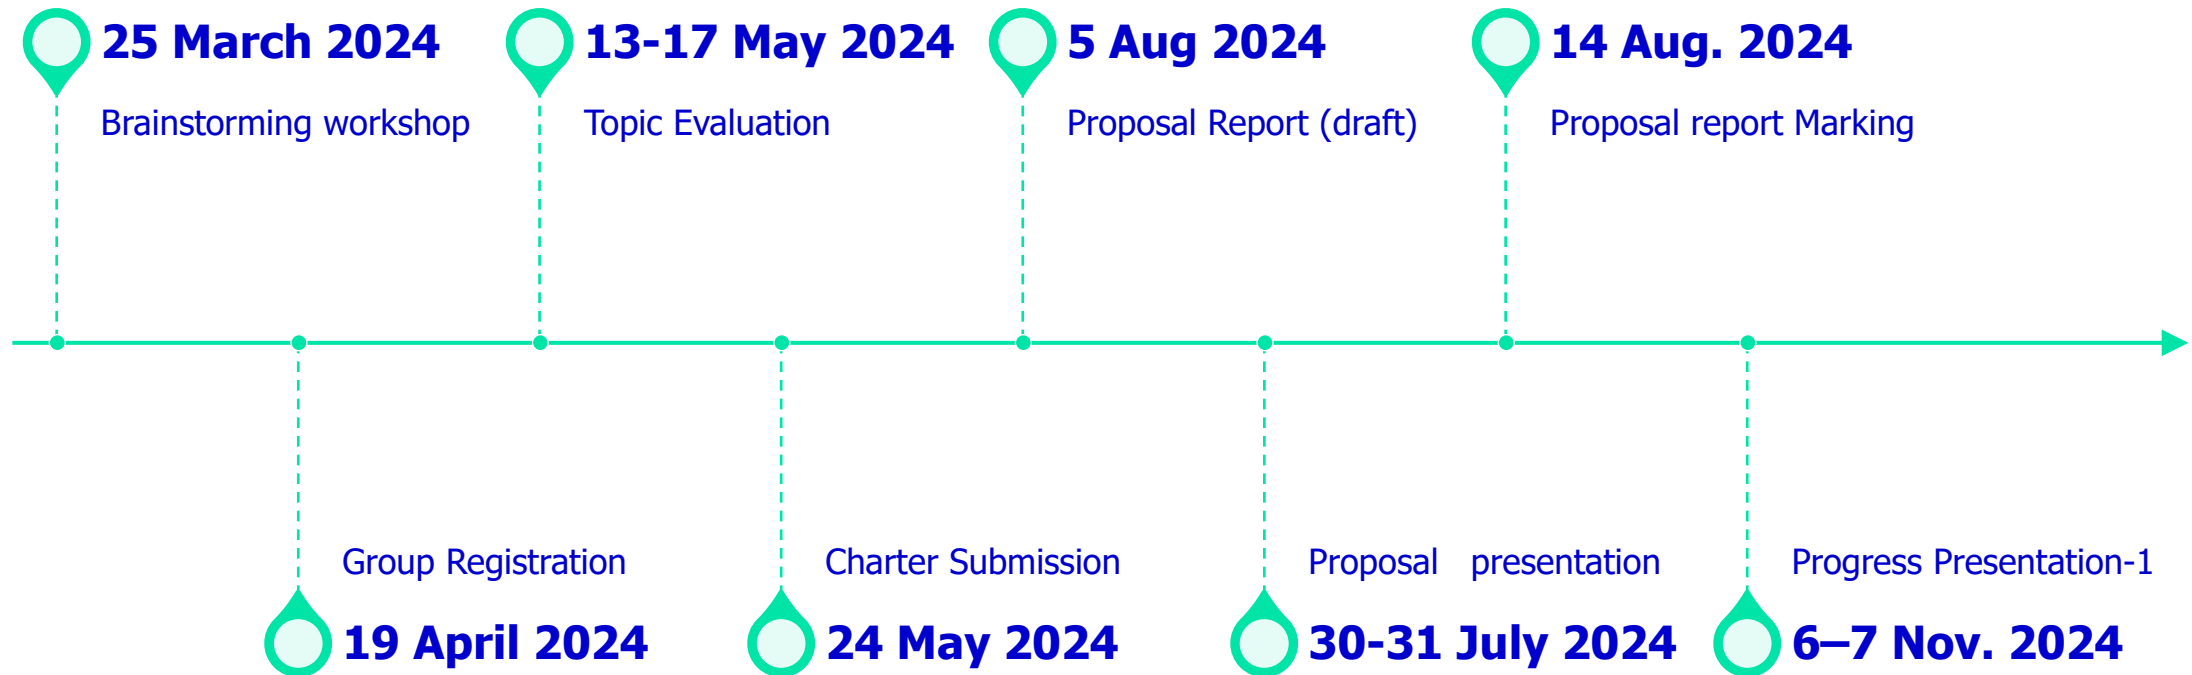 25 March 2024
Brainstorming workshop
13-17 May 2024
Topic Evaluation
5 Aug 2024
Proposal Report (draft)
14 Aug. 2024
Proposal report Marking
Group Registration
19 April 2024
Charter Submission
24 May 2024
Proposal presentation
30-31 July 2024
Progress Presentation-1
6–7 Nov. 2024